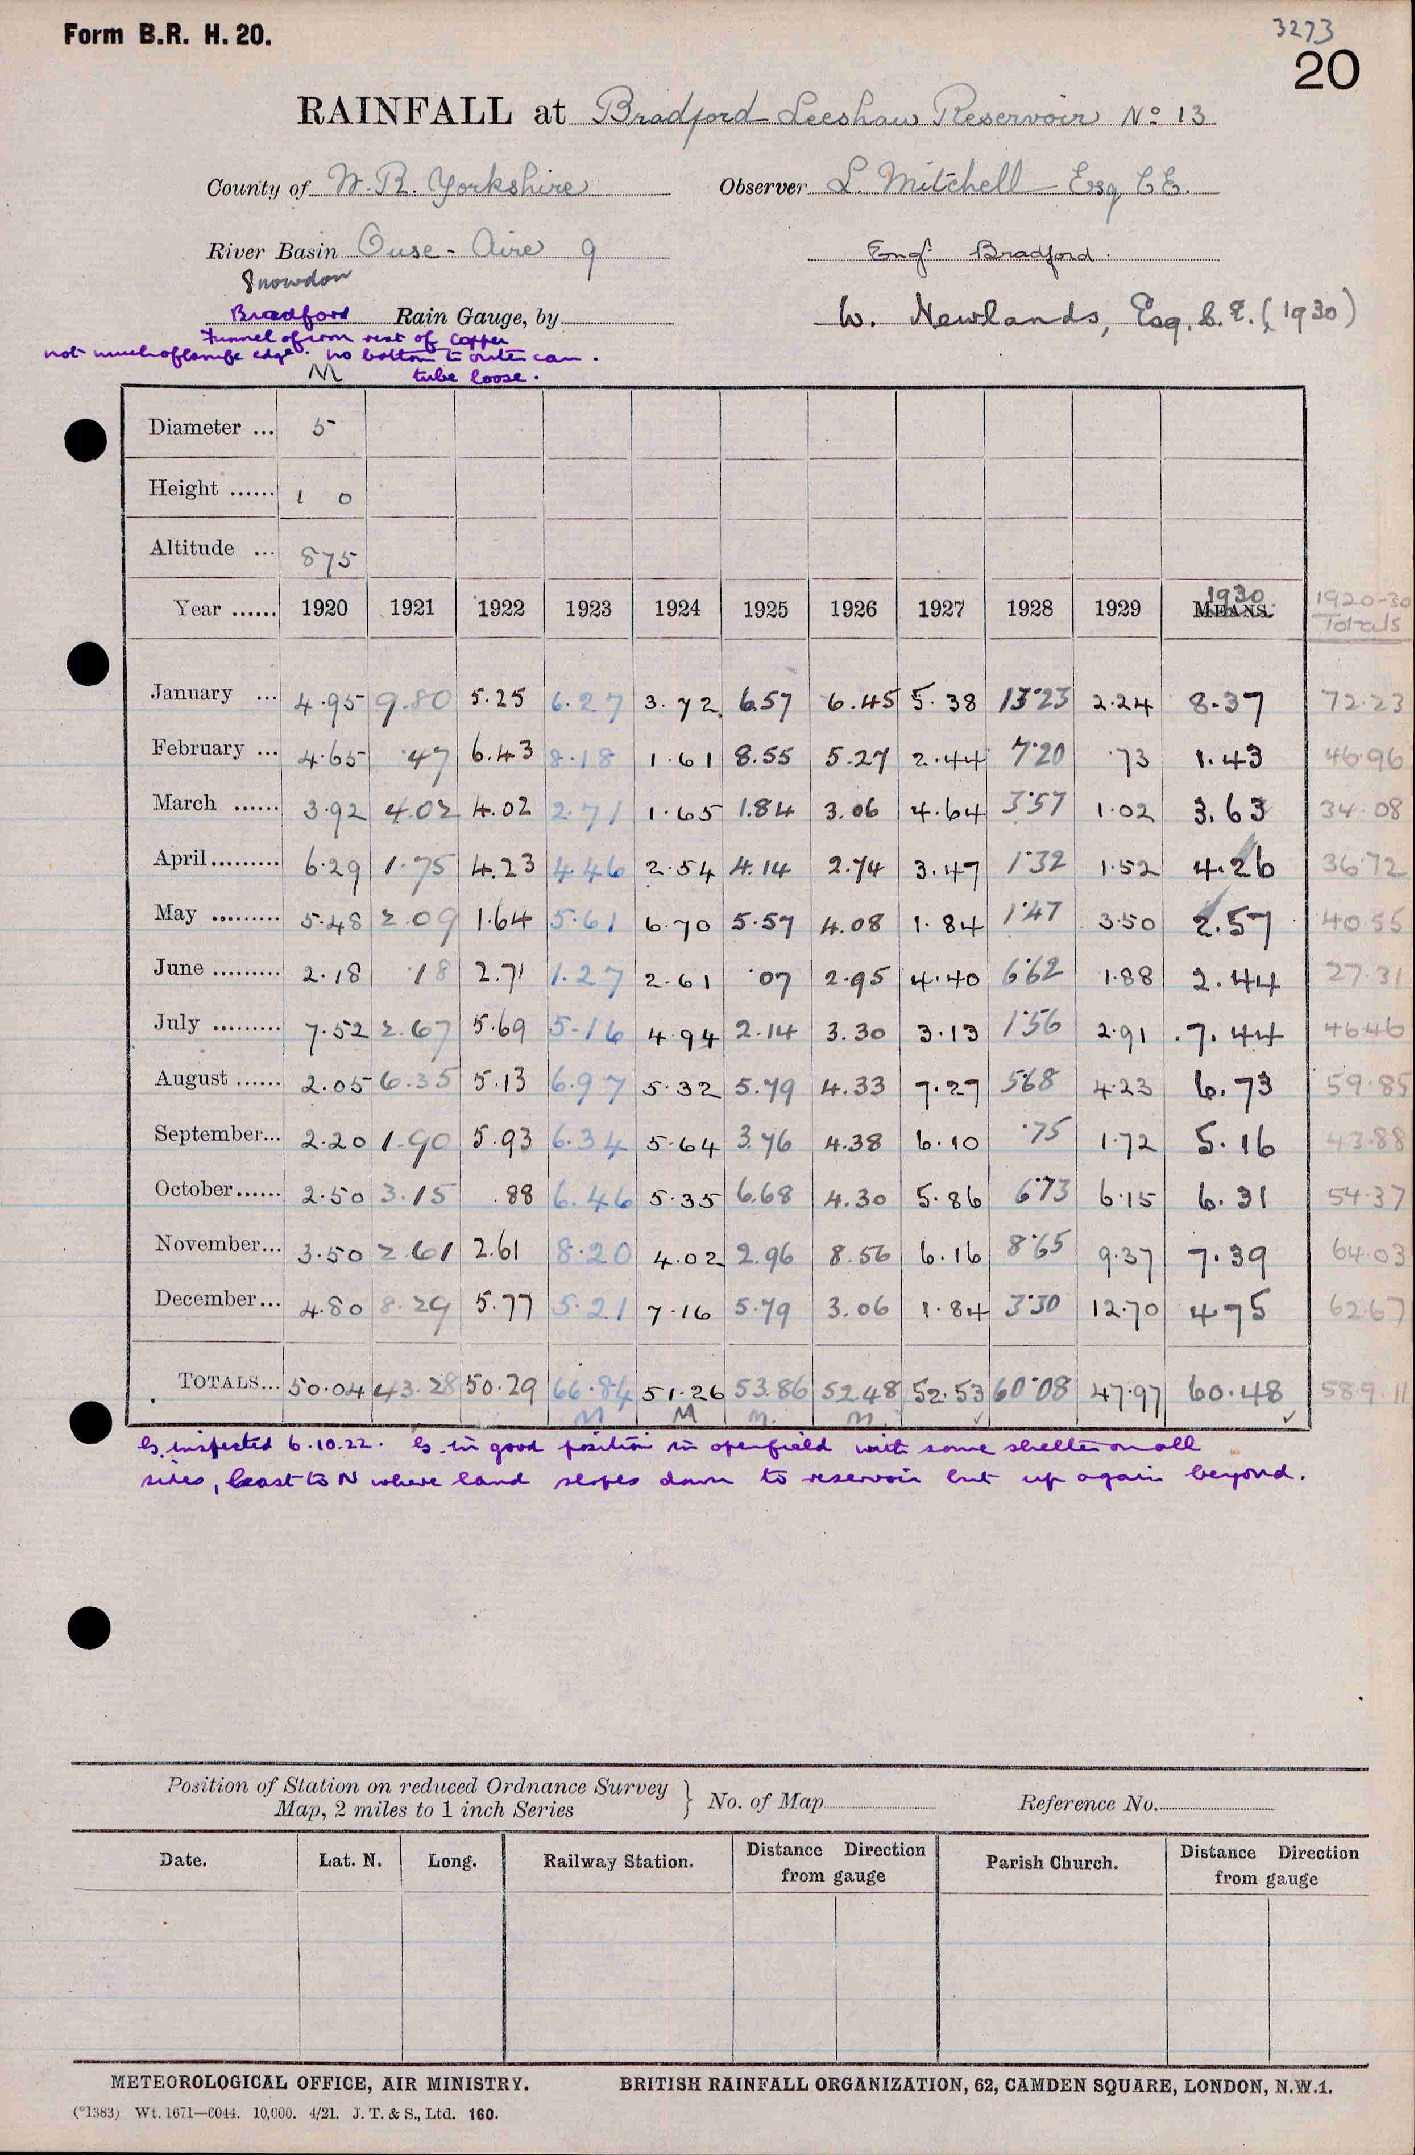 Form B.R. H. 20.
3273
20
RAINFALL at Bradford Leeshaw Reservoir No 13
County of W. R. Yorkshire Observer L. Mitchell Esq C.E.
River Basin Ouse - Aire 9 Engr Bradford.
Snowdon
Bradford Rain Gauge, by W. Newlands, Esq. C.E. (1930)
Funnel of iron rest of copper
not much of flange edge. no bottom to outer can.
M tube loose.
Diameter ... 5
Height ...... 1 0
Altitude ... 875
Year ...... 1920 1921 1922 1923 1924 1925 1926 1927 1928 1929 MEANS. 1930 1920-30 Totals
January ... 4.95 9.80 5.25 6.27 3.72 6.57 6.45 5.38 13.23 2.24 8.37 72.23
February ... 4.65 .47 6.43 8.18 1.61 8.55 5.27 2.44 7.20 .73 1.43 46.96
March ...... 3.92 4.02 4.02 2.71 1.65 1.84 3.06 4.64 3.57 1.02 3.63 34.08
April......... 6.29 1.75 4.23 4.46 2.54 4.14 2.74 3.47 1.32 1.52 4.26 36.72
May ......... 5.48 2.09 1.64 5.61 6.70 5.57 4.08 1.84 1.47 3.50 2.57 40.55
June ......... 2.18 .18 2.71 1.27 2.61 .07 2.95 4.40 6.62 1.88 2.44 27.31
July ......... 7.52 2.67 5.69 5.16 4.94 2.14 3.30 3.13 1.56 2.91 7.44 46.46
August ...... 2.05 6.35 5.13 6.97 5.32 5.79 4.33 7.27 5.68 4.23 6.73 59.85
September... 2.20 1.90 5.93 6.34 5.64 3.76 4.38 6.10 .75 1.72 5.16 43.88
October...... 2.50 3.15 .88 6.46 5.35 6.68 4.30 5.86 6.73 6.15 6.31 54.37
November... 3.50 2.61 2.61 8.20 4.02 2.96 8.56 6.16 8.65 9.37 7.39 64.03
December... 4.80 8.29 5.77 5.21 7.16 5.79 3.06 1.84 3.30 12.70 4.75 62.67
TOTALS... 50.04 43.28 50.29 66.84 51.26 53.86 52.48 52.53 60.08 47.97 60.48 589.11
M M M. M. ✓ ✓
G. inspected 6.10.22. G. in good position in open field with some shelter on all
sides, least to N where land slopes down to reservoir but up again beyond.
Position of Station on reduced Ordnance Survey
Map, 2 miles to 1 inch Series } No. of Map Reference No.
Date. Lat. N. Long. Railway Station. Distance Direction from gauge Parish Church. Distance Direction from gauge
METEOROLOGICAL OFFICE, AIR MINISTRY. BRITISH RAINFALL ORGANIZATION, 62, CAMDEN SQUARE, LONDON, N.W.1.
(*1383) Wt. 1671—6044. 10,000. 4/21. J. T. & S., Ltd. 160.